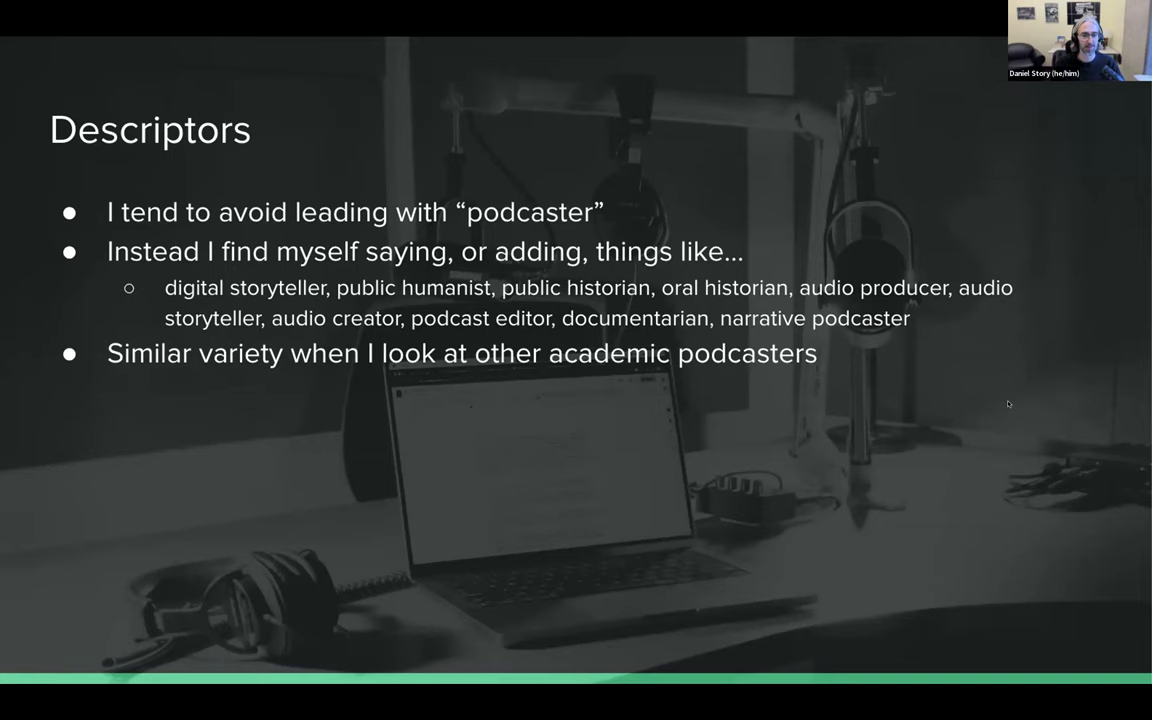 Daniel Story (he/him)
Descriptors
● I tend to avoid leading with “podcaster”
● Instead I find myself saying, or adding, things like...
○ digital storyteller, public humanist, public historian, oral historian, audio producer, audio
storyteller, audio creator, podcast editor, documentarian, narrative podcaster
● Similar variety when I look at other academic podcasters